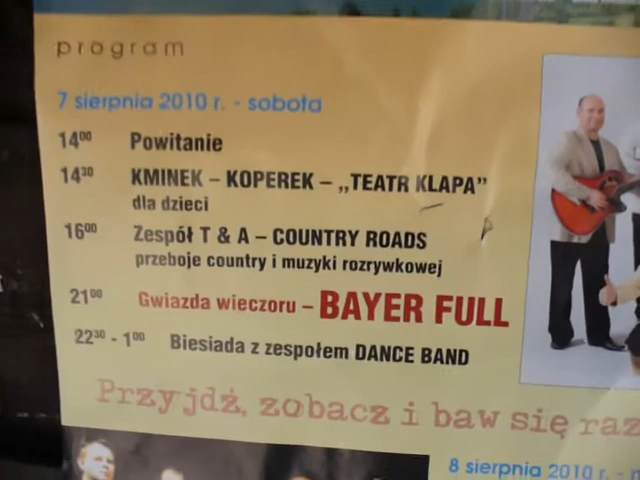 program
7 sierpnia 2010 r. - sobota
14⁰⁰ Powitanie
14³⁰ KMINEK – KOPEREK – „TEATR KLAPA”
dla dzieci
16⁰⁰ Zespół T & A – COUNTRY ROADS
przeboje country i muzyki rozrywkowej
21⁰⁰ Gwiazda wieczoru – BAYER FULL
22³⁰ - 1⁰⁰ Biesiada z zespołem DANCE BAND
Przyjdź, zobacz i baw się raz
8 sierpnia 2010 r. - n